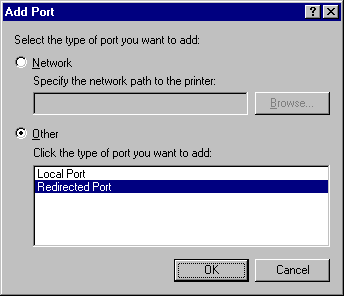 Add Port
Select the type of port you want to add:
Network
Specify the network path to the printer:
Browse...
Other
Click the type of port you want to add:
Local Port
Redirected Port
OK
Cancel